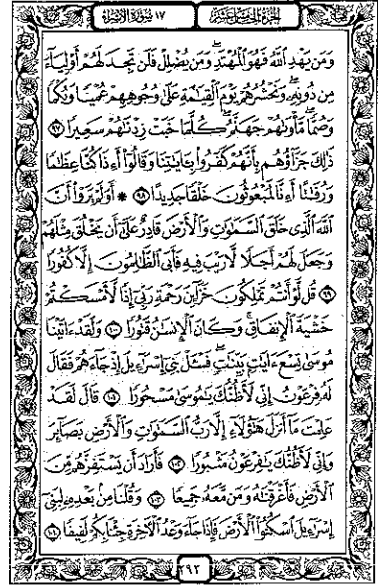 الجزء الخامس عشر
١٧ سورة الإسراء
وَمَن يَهْدِ ٱللَّهُ فَهُوَ ٱلْمُهْتَدِ وَمَن يُضْلِلْ فَلَن تَجِدَ لَهُمْ أَوْلِيَآءَ
مِن دُونِهِۦ وَنَحْشُرُهُمْ يَوْمَ ٱلْقِيَٰمَةِ عَلَىٰ وُجُوهِهِمْ عُمْيًا وَبُكْمًا
وَصُمًّا مَّأْوَىٰهُمْ جَهَنَّمُ كُلَّمَا خَبَتْ زِدْنَٰهُمْ سَعِيرًا ٩٧
ذَٰلِكَ جَزَآؤُهُم بِأَنَّهُمْ كَفَرُوا۟ بِـَٔايَٰتِنَا وَقَالُوٓا۟ أَءِذَا كُنَّا عِظَٰمًا
وَرُفَٰتًا أَءِنَّا لَمَبْعُوثُونَ خَلْقًا جَدِيدًا ٩٨ * أَوَلَمْ يَرَوْا۟ أَنَّ
ٱللَّهَ ٱلَّذِى خَلَقَ ٱلسَّمَٰوَٰتِ وَٱلْأَرْضَ قَادِرٌ عَلَىٰٓ أَن يَخْلُقَ مِثْلَهُمْ
وَجَعَلَ لَهُمْ أَجَلًا لَّا رَيْبَ فِيهِ فَأَبَى ٱلظَّٰلِمُونَ إِلَّا كُفُورًا
٩٩ قُل لَّوْ أَنتُمْ تَمْلِكُونَ خَزَآئِنَ رَحْمَةِ رَبِّىٓ إِذًا لَّأَمْسَكْتُمْ
خَشْيَةَ ٱلْإِنفَاقِ وَكَانَ ٱلْإِنسَٰنُ قَتُورًا ١٠٠ وَلَقَدْ ءَاتَيْنَا
مُوسَىٰ تِسْعَ ءَايَٰتٍۭ بَيِّنَٰتٍ فَسْـَٔلْ بَنِىٓ إِسْرَٰٓءِيلَ إِذْ جَآءَهُمْ فَقَالَ
لَهُۥ فِرْعَوْنُ إِنِّى لَأَظُنُّكَ يَٰمُوسَىٰ مَسْحُورًا ١٠١ قَالَ لَقَدْ
عَلِمْتَ مَآ أَنزَلَ هَٰٓؤُلَآءِ إِلَّا رَبُّ ٱلسَّمَٰوَٰتِ وَٱلْأَرْضِ بَصَآئِرَ
وَإِنِّى لَأَظُنُّكَ يَٰفِرْعَوْنُ مَثْبُورًا ١٠٢ فَأَرَادَ أَن يَسْتَفِزَّهُم مِّنَ
ٱلْأَرْضِ فَأَغْرَقْنَٰهُ وَمَن مَّعَهُۥ جَمِيعًا ١٠٣ وَقُلْنَا مِنۢ بَعْدِهِۦ لِبَنِىٓ
إِسْرَٰٓءِيلَ ٱسْكُنُوا۟ ٱلْأَرْضَ فَإِذَا جَآءَ وَعْدُ ٱلْءَاخِرَةِ جِئْنَا بِكُمْ لَفِيفًا ١٠٤
٢٩٢